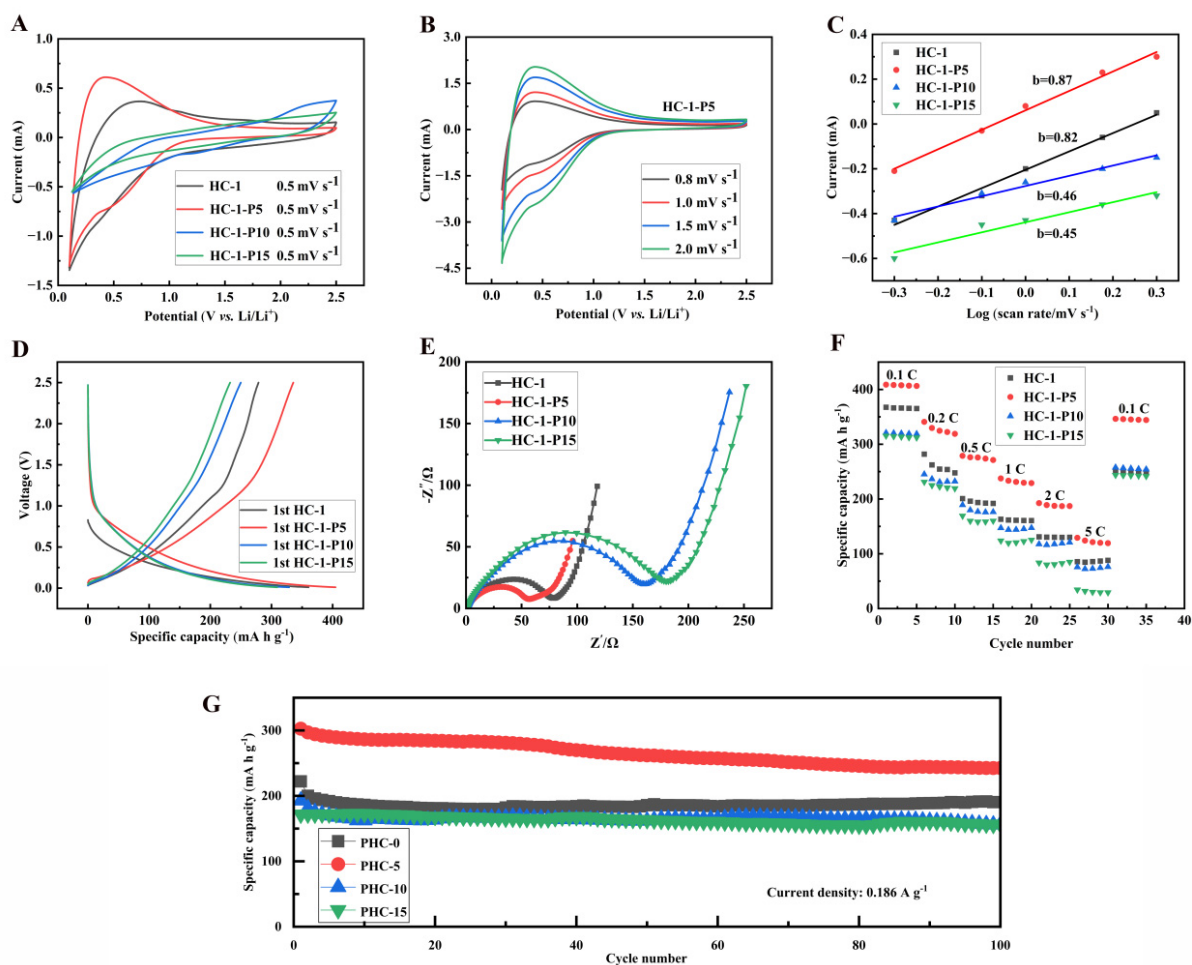 A
1.0
0.5
0.0
−0.5
−1.0
−1.5
0.0 0.5 1.0 1.5 2.0 2.5
Current (mA)
Potential (V vs. Li/Li⁺)
HC-1 0.5 mV s⁻¹
HC-1-P5 0.5 mV s⁻¹
HC-1-P10 0.5 mV s⁻¹
HC-1-P15 0.5 mV s⁻¹
B
3.0
1.5
0.0
−1.5
−3.0
−4.5
0.0 0.5 1.0 1.5 2.0 2.5
Current (mA)
Potential (V vs. Li/Li⁺)
HC-1-P5
0.8 mV s⁻¹
1.0 mV s⁻¹
1.5 mV s⁻¹
2.0 mV s⁻¹
C
0.4
0.2
0.0
−0.2
−0.4
−0.6
−0.3 −0.2 −0.1 0.0 0.1 0.2 0.3
Current (mA)
Log (scan rate/mV s⁻¹)
HC-1
HC-1-P5
HC-1-P10
HC-1-P15
b=0.87
b=0.82
b=0.46
b=0.45
D
2.5
2.0
1.5
1.0
0.5
0.0
0 100 200 300 400
Voltage (V)
Specific capacity (mA h g⁻¹)
1st HC-1
1st HC-1-P5
1st HC-1-P10
1st HC-1-P15
E
200
150
100
50
0
0 25 50 75 100 125 150 175 200 225 250
-Z''/Ω
Z'/Ω
HC-1
HC-1-P5
HC-1-P10
HC-1-P15
F
400
300
200
100
0
0 5 10 15 20 25 30 35 40
Specific capacity (mA h g⁻¹)
Cycle number
0.1 C
0.2 C
0.5 C
1 C
2 C
5 C
0.1 C
HC-1
HC-1-P5
HC-1-P10
HC-1-P15
G
300
200
100
0
0 20 40 60 80 100
Specific capacity (mA h g⁻¹)
Cycle number
PHC-0
PHC-5
PHC-10
PHC-15
Current density: 0.186 A g⁻¹